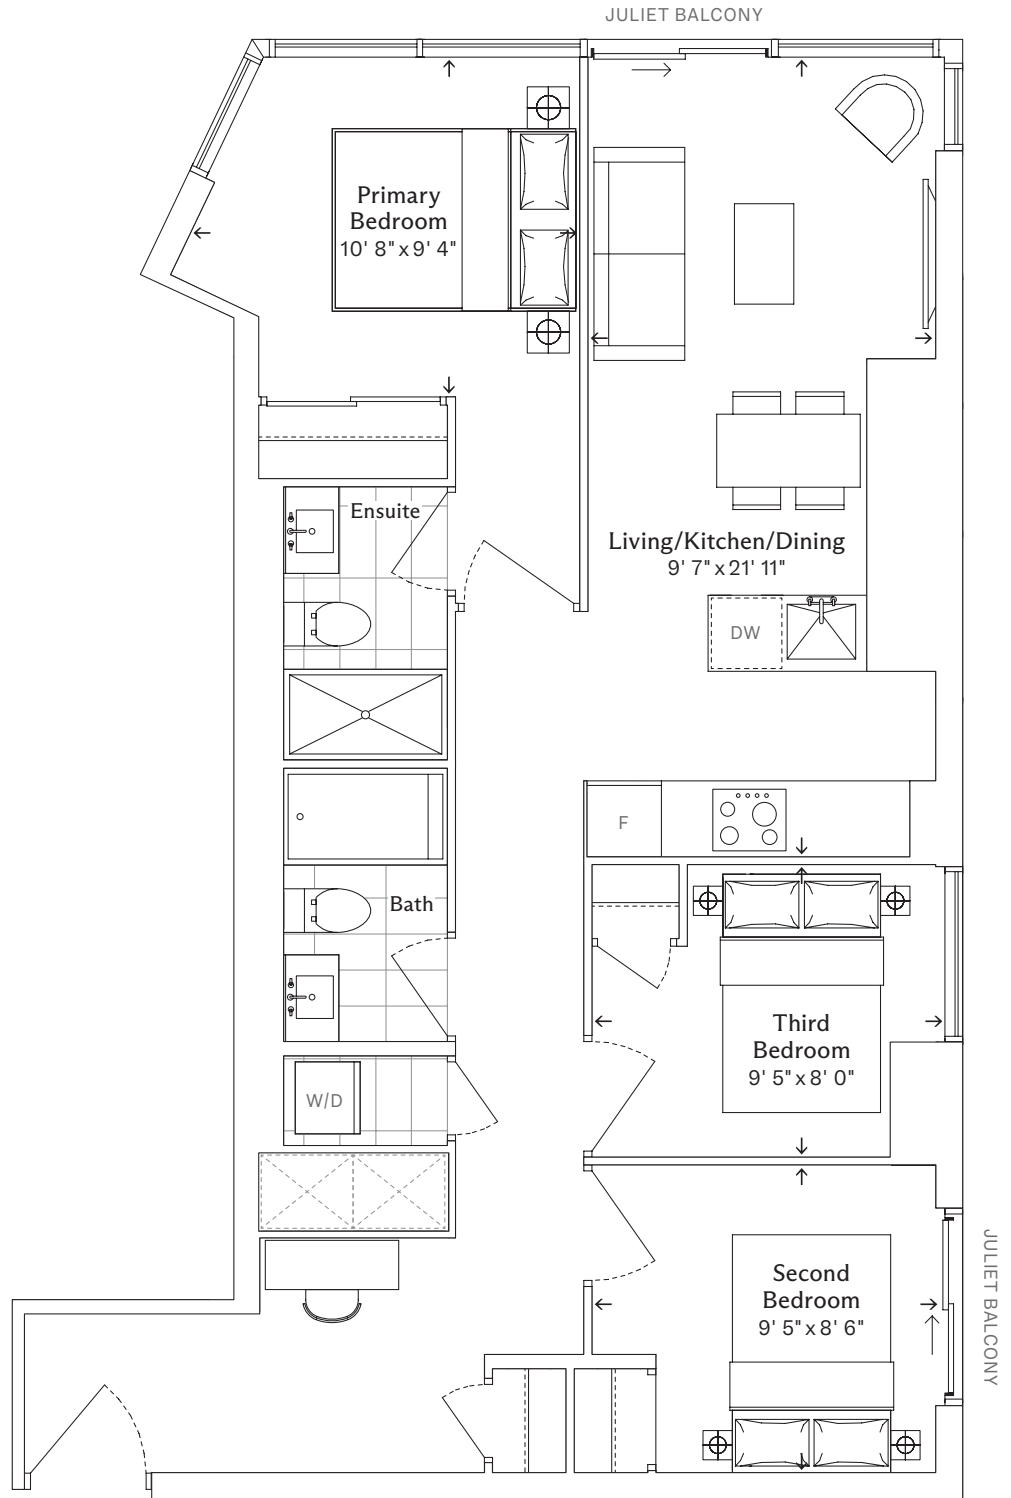 JULIET BALCONY
Primary
Bedroom
10' 8" x 9' 4"
Ensuite
Living/Kitchen/Dining
9' 7" x 21' 11"
DW
F
Bath
Third
Bedroom
9' 5" x 8' 0"
W/D
Second
Bedroom
9' 5" x 8' 6"
JULIET BALCONY